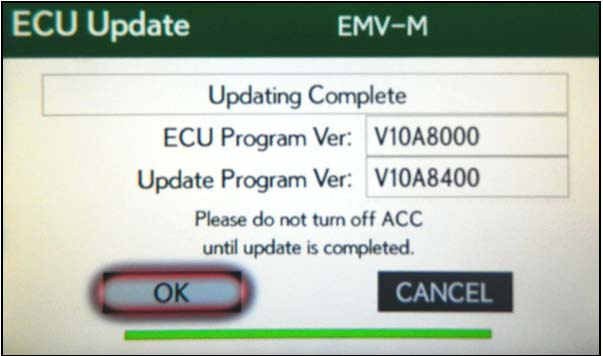 ECU Update EMV-M
Updating Complete
ECU Program Ver: V10A8000
Update Program Ver: V10A8400
Please do not turn off ACC
until update is completed.
OK CANCEL